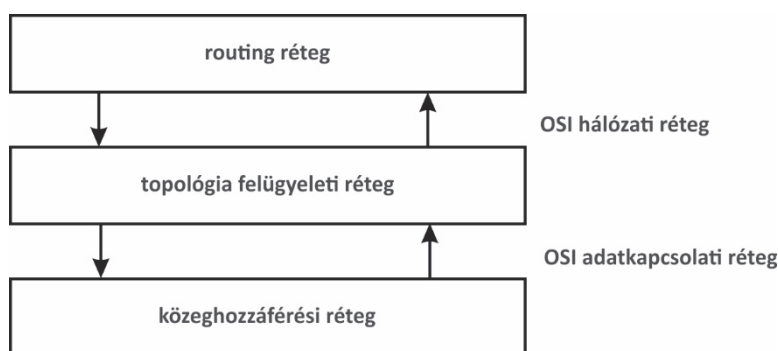 routing réteg
OSI hálózati réteg
topológia felügyeleti réteg
OSI adatkapcsolati réteg
közeghozzáférési réteg